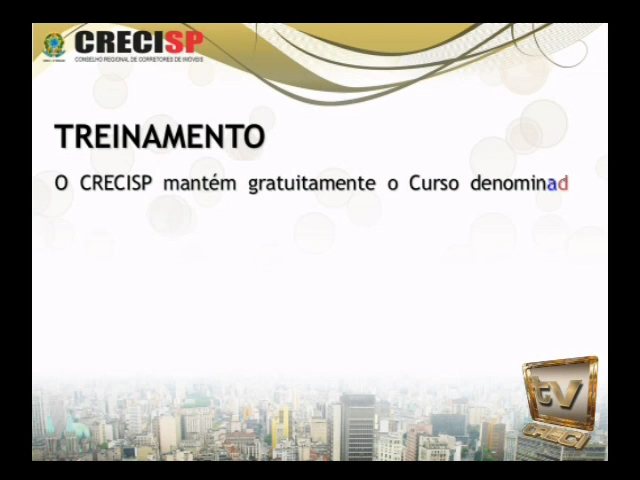 CRECISP
CONSELHO REGIONAL DE CORRETORES DE IMÓVEIS
TREINAMENTO
O CRECISP mantém gratuitamente o Curso denominad
tv
CRECI